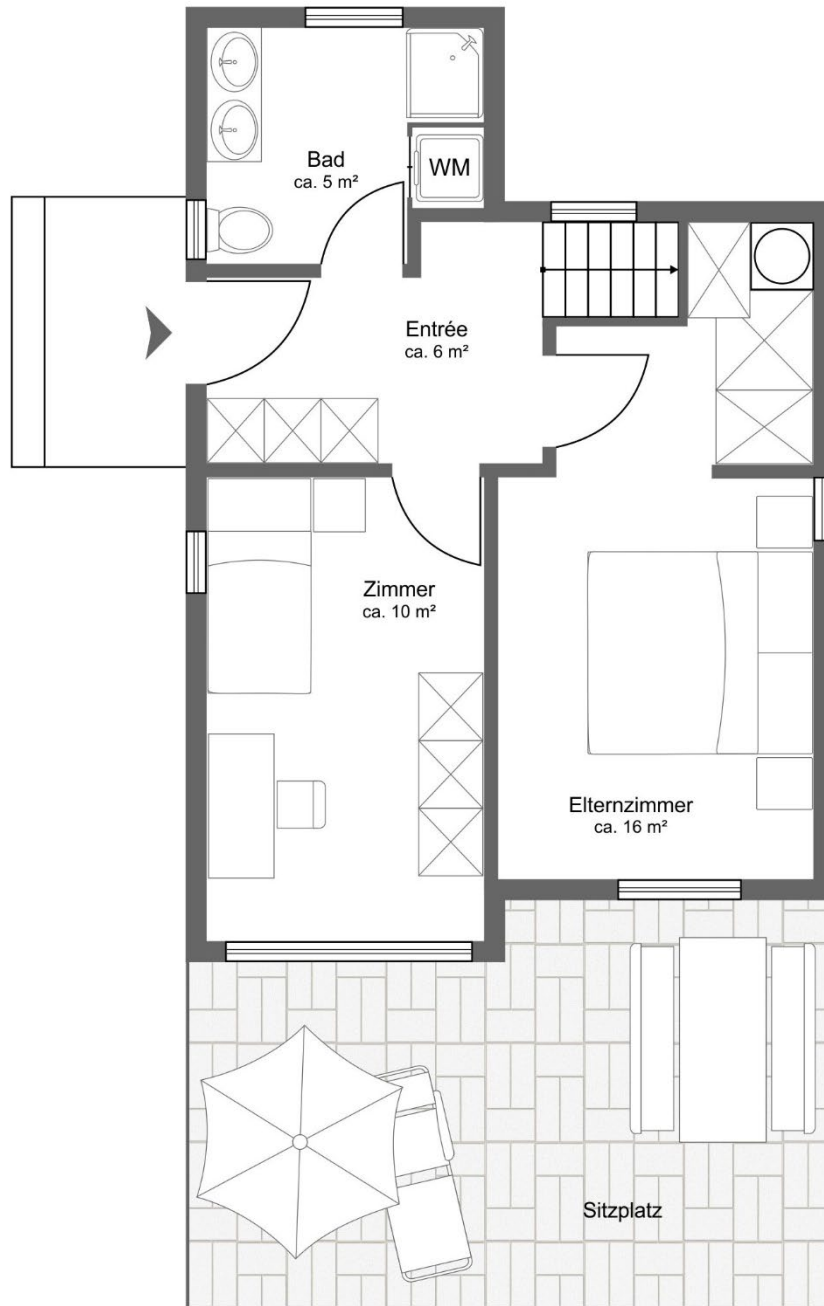 Bad
ca. 5 m²
WM
Entrée
ca. 6 m²
Zimmer
ca. 10 m²
Elternzimmer
ca. 16 m²
Sitzplatz